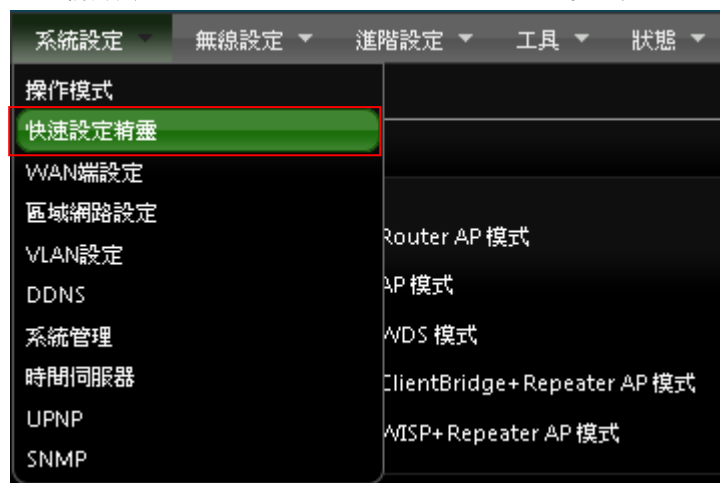 系統設定 無線設定 進階設定 工具 狀態
操作模式
快速設定精靈
WAN端設定
區域網路設定
VLAN設定
DDNS
系統管理
時間伺服器
UPNP
SNMP
Router AP 模式
AP 模式
WDS 模式
ClientBridge+Repeater AP 模式
WISP+Repeater AP 模式